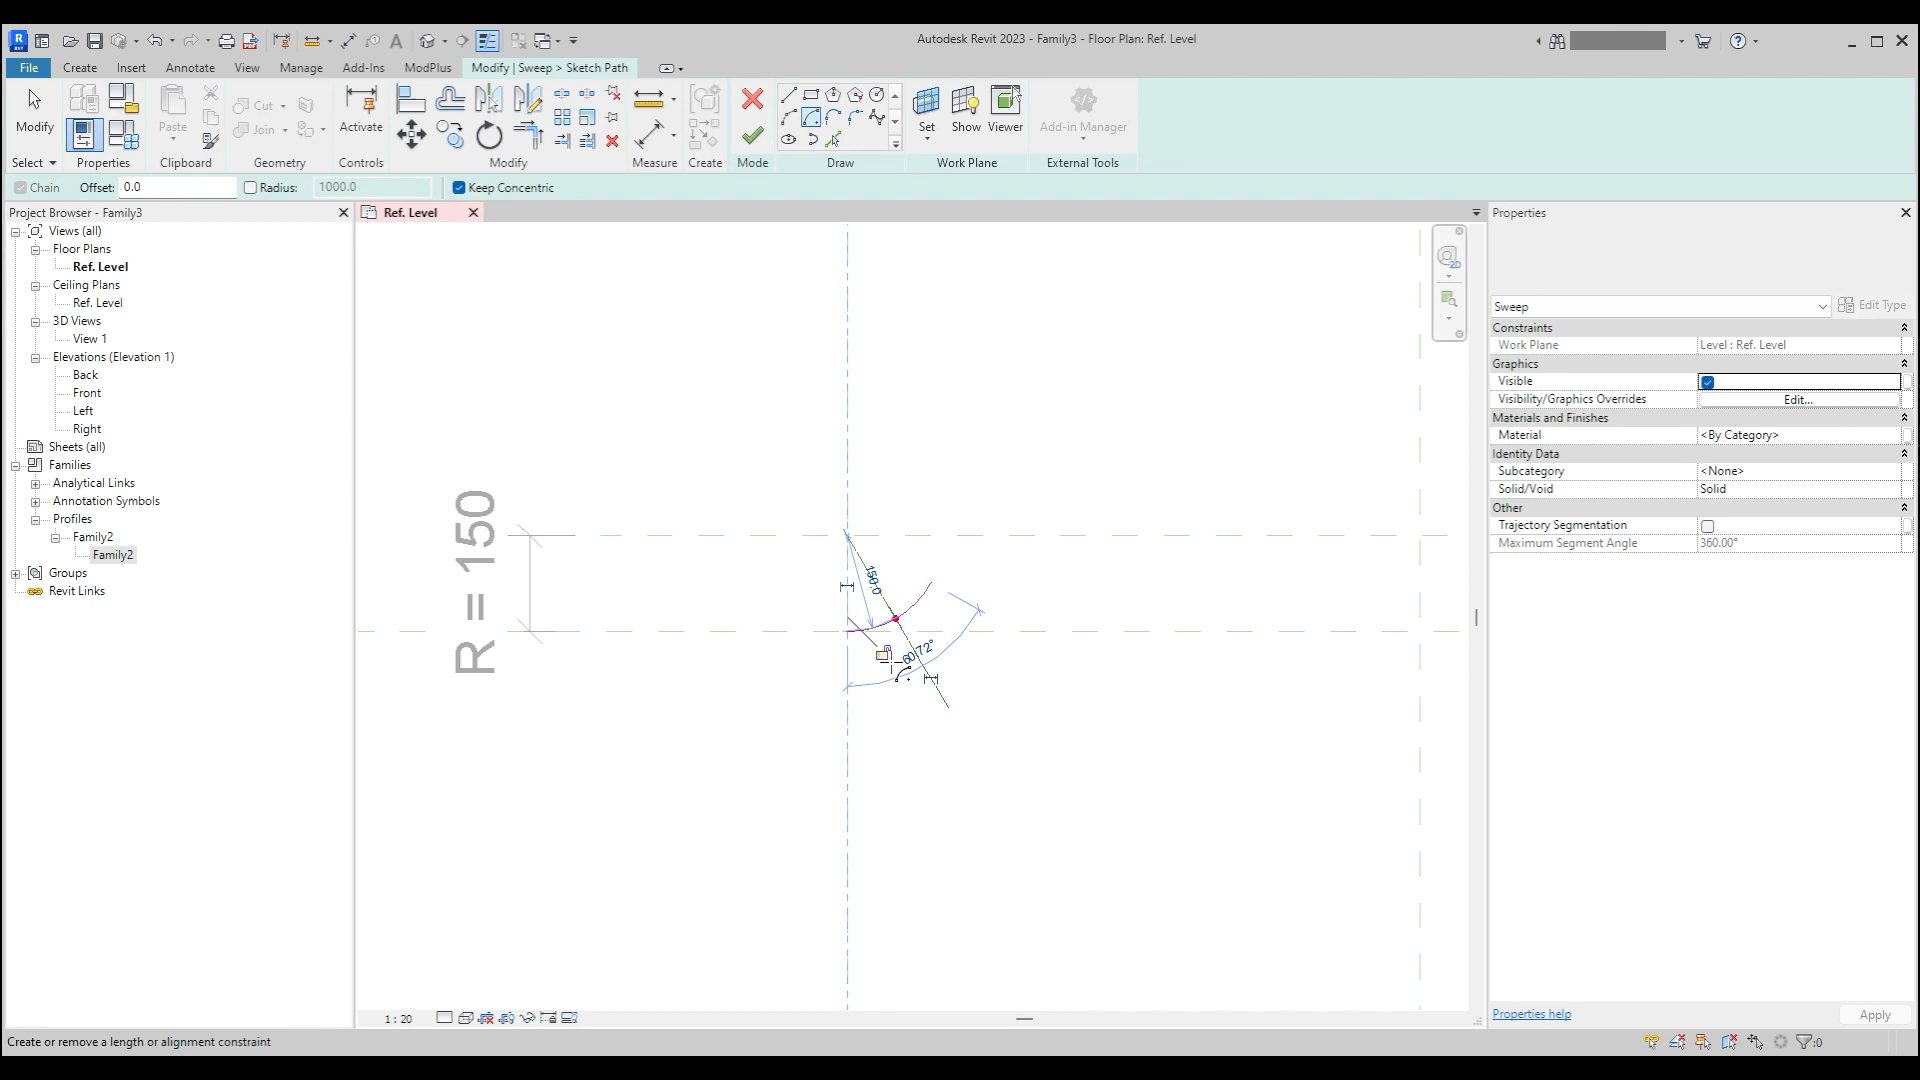 R
RVT
A
Autodesk Revit 2023 - Family3 - Floor Plan: Ref. Level
File
Create
Insert
Annotate
View
Manage
Add-Ins
ModPlus
Modify | Sweep > Sketch Path
Modify
Paste
Cut
Join
Activate
Set
Show
Viewer
Add-in Manager
Select
Properties
Clipboard
Geometry
Controls
Modify
Measure
Create
Mode
Draw
Work Plane
External Tools
Chain
Offset: 0.0
Radius: 1000.0
Keep Concentric
Project Browser - Family3
Views (all)
Floor Plans
Ref. Level
Ceiling Plans
Ref. Level
3D Views
View 1
Elevations (Elevation 1)
Back
Front
Left
Right
Sheets (all)
Families
Analytical Links
Annotation Symbols
Profiles
Family2
Family2
Groups
Revit Links
Ref. Level
R = 150
150.0
60.72°
2D
1 : 20
Properties
Sweep
Edit Type
Constraints
Work Plane Level : Ref. Level
Graphics
Visible
Visibility/Graphics Overrides Edit...
Materials and Finishes
Material <By Category>
Identity Data
Subcategory <None>
Solid/Void Solid
Other
Trajectory Segmentation
Maximum Segment Angle 360.00°
Properties help
Apply
Create or remove a length or alignment constraint
:0